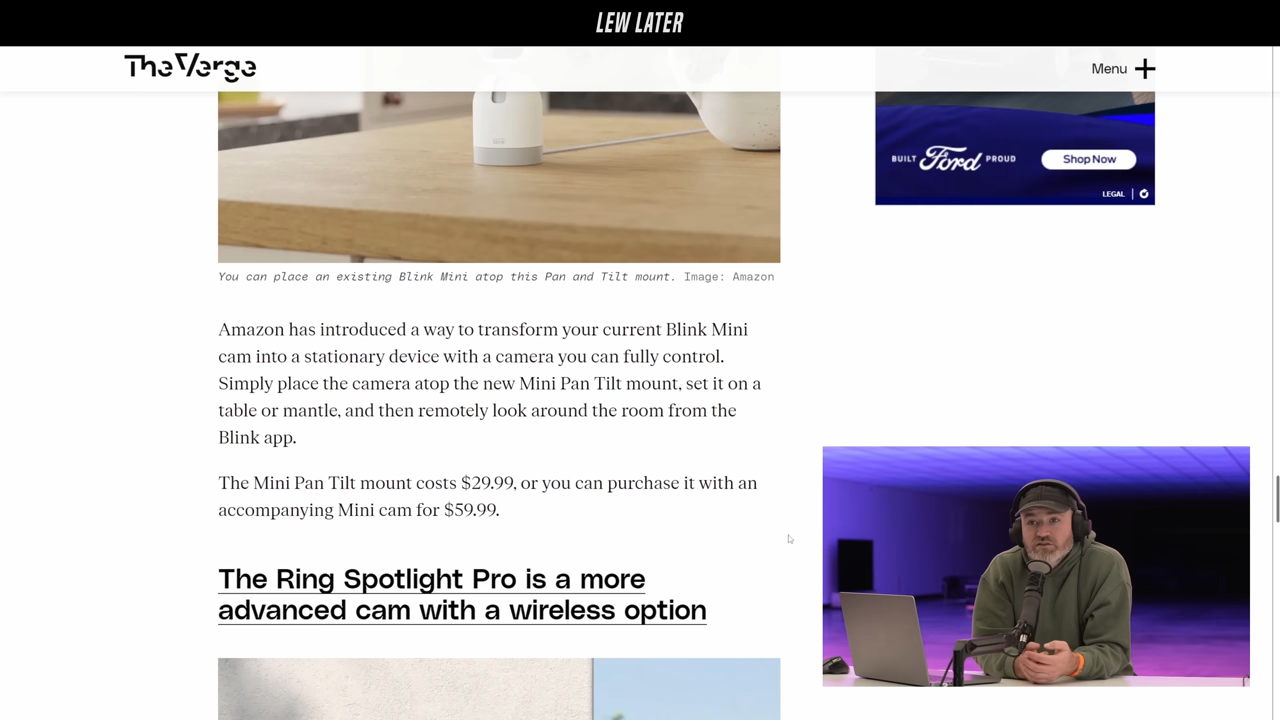 LEW LATER
TheVerge
Menu
BUILT Ford PROUD
Shop Now
LEGAL
You can place an existing Blink Mini atop this Pan and Tilt mount. Image: Amazon
Amazon has introduced a way to transform your current Blink Mini
cam into a stationary device with a camera you can fully control.
Simply place the camera atop the new Mini Pan Tilt mount, set it on a
table or mantle, and then remotely look around the room from the
Blink app.
The Mini Pan Tilt mount costs $29.99, or you can purchase it with an
accompanying Mini cam for $59.99.
The Ring Spotlight Pro is a more
advanced cam with a wireless option